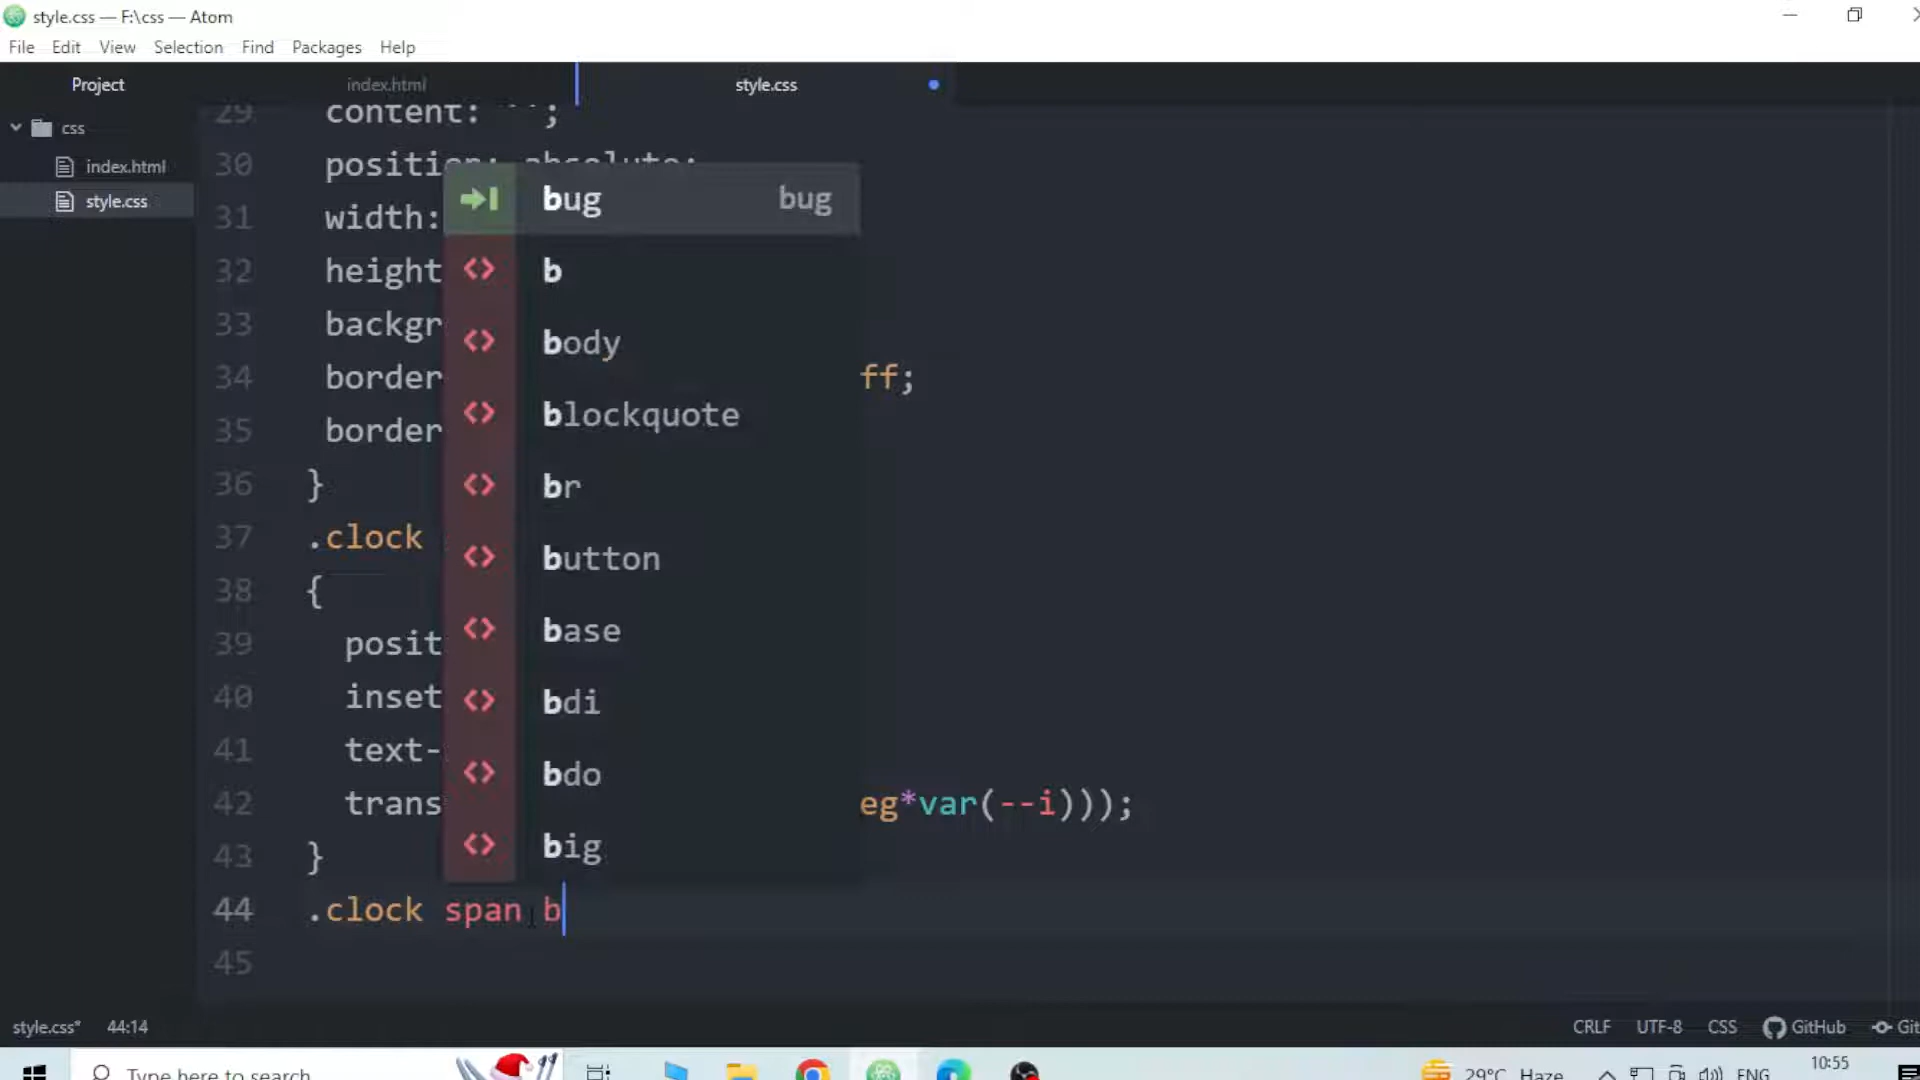 style.css — F:\css — Atom
File Edit View Selection Find Packages Help
Project index.html style.css
css
index.html
style.css
29 content: '';
30 position: absolute;
31 width:
32 height
33 backgr
34 border ff;
35 border
36 }
37 .clock
38 {
39 posit
40 inset
41 text-
42 trans eg*var(--i)));
43 }
44 .clock span b
45
bug bug
b
body
blockquote
br
button
base
bdi
bdo
big
style.css* 44:14 CRLF UTF-8 CSS GitHub Git
Type here to search 29°C Haze ENG 10:55